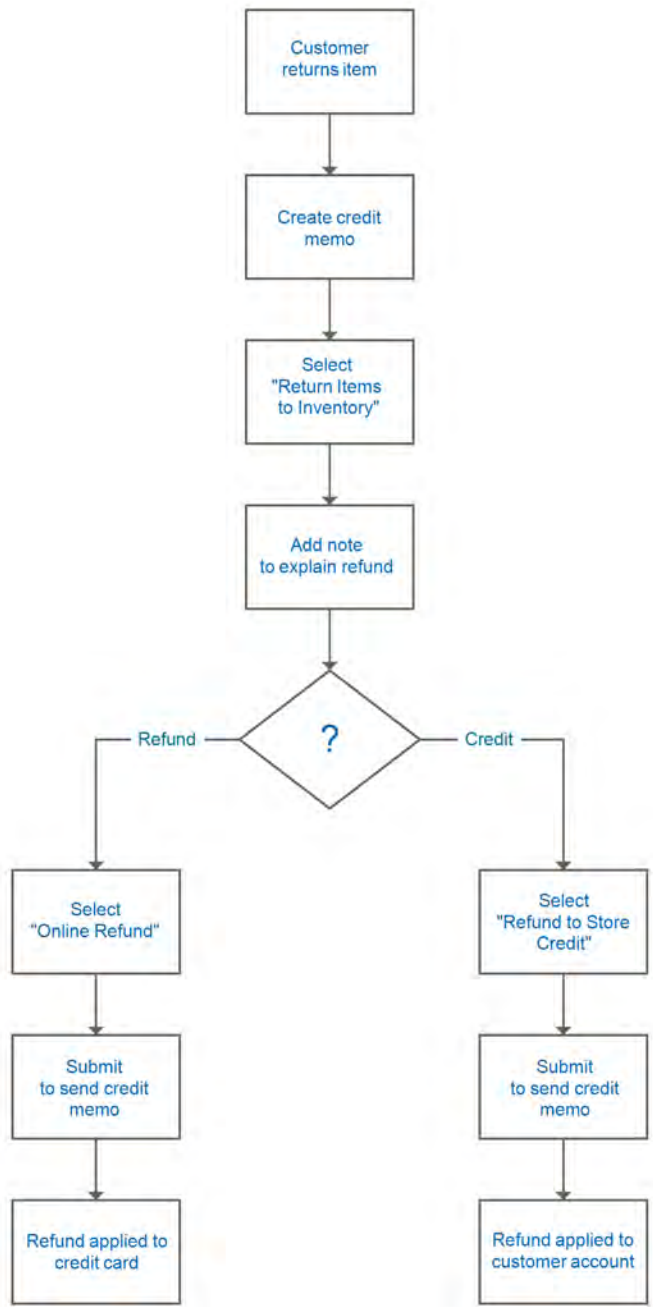 Customer
returns item
Create credit
memo
Select
"Return Items
to Inventory"
Add note
to explain refund
?
Refund
Credit
Select
"Online Refund"
Select
"Refund to Store
Credit"
Submit
to send credit
memo
Submit
to send credit
memo
Refund applied to
credit card
Refund applied to
customer account